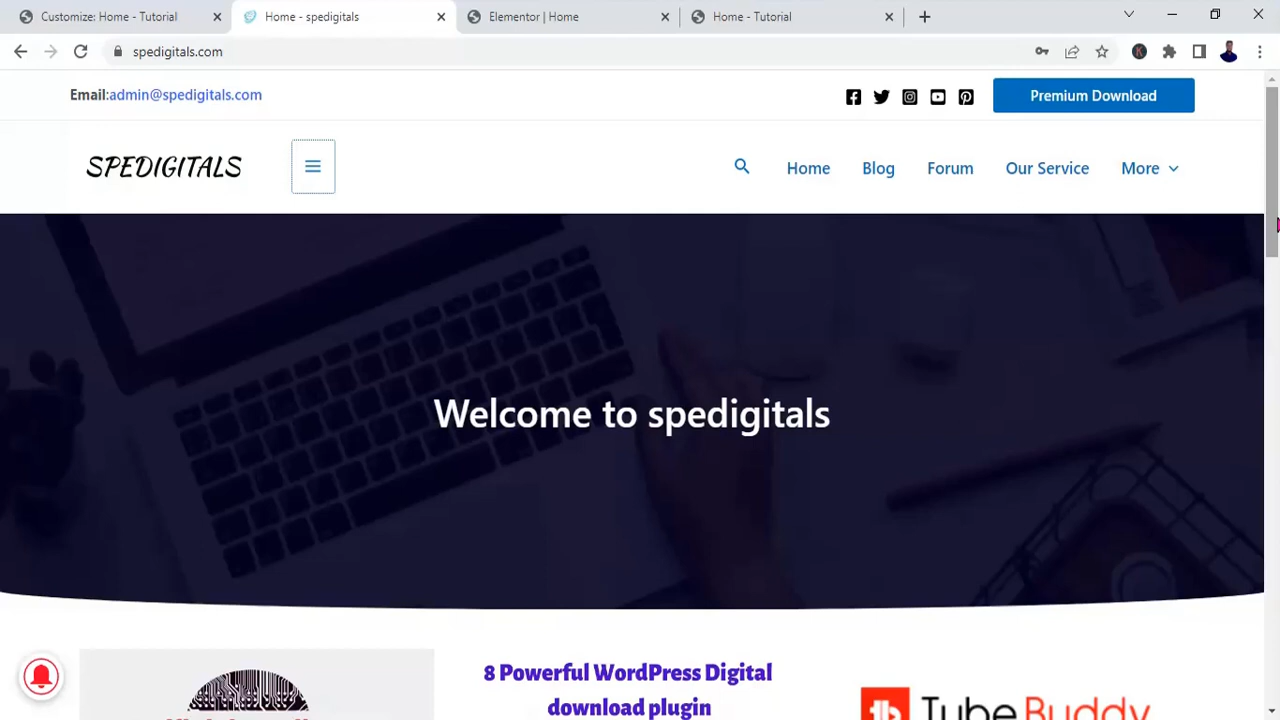 Customize: Home - Tutorial
Home - spedigitals
Elementor | Home
Home - Tutorial
spedigitals.com
K
Email:admin@spedigitals.com
Premium Download
SPEDIGITALS
Home
Blog
Forum
Our Service
More
Welcome to spedigitals
8 Powerful WordPress Digital
download plugin
TubeBuddy